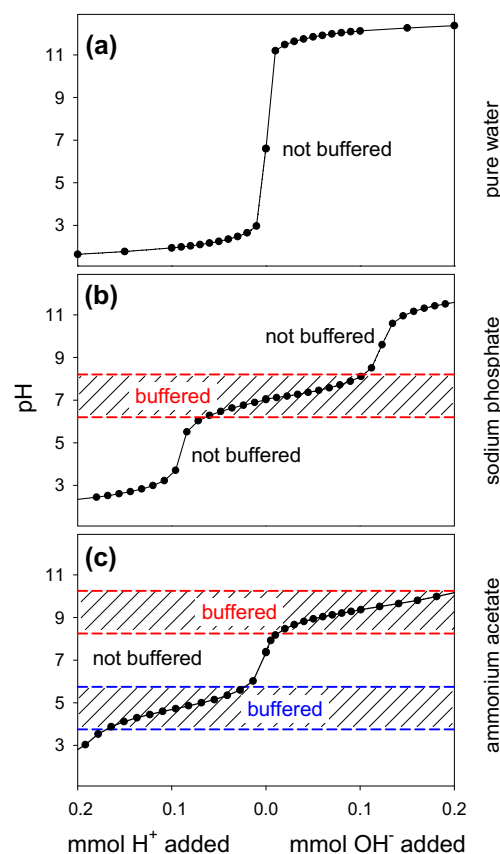 (a)
11
7
5
3
not buffered
pure water
(b)
11
9
7
5
3
not buffered
buffered
not buffered
pH
sodium phosphate
(c)
11
9
7
5
3
buffered
not buffered
buffered
ammonium acetate
0.2 0.1 0.0 0.1 0.2
mmol H⁺ added mmol OH⁻ added